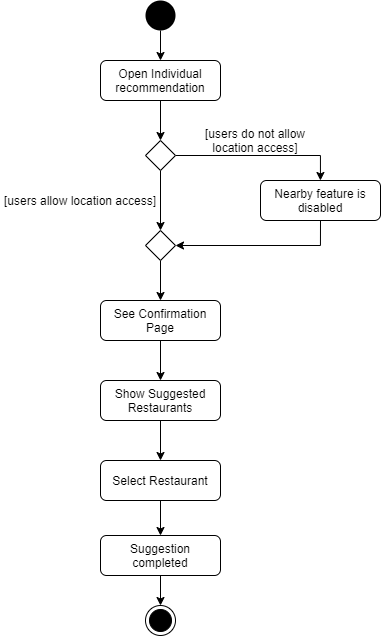 Open Individual
recommendation
[users do not allow
location access]
Nearby feature is
disabled
[users allow location access]
See Confirmation
Page
Show Suggested
Restaurants
Select Restaurant
Suggestion
completed